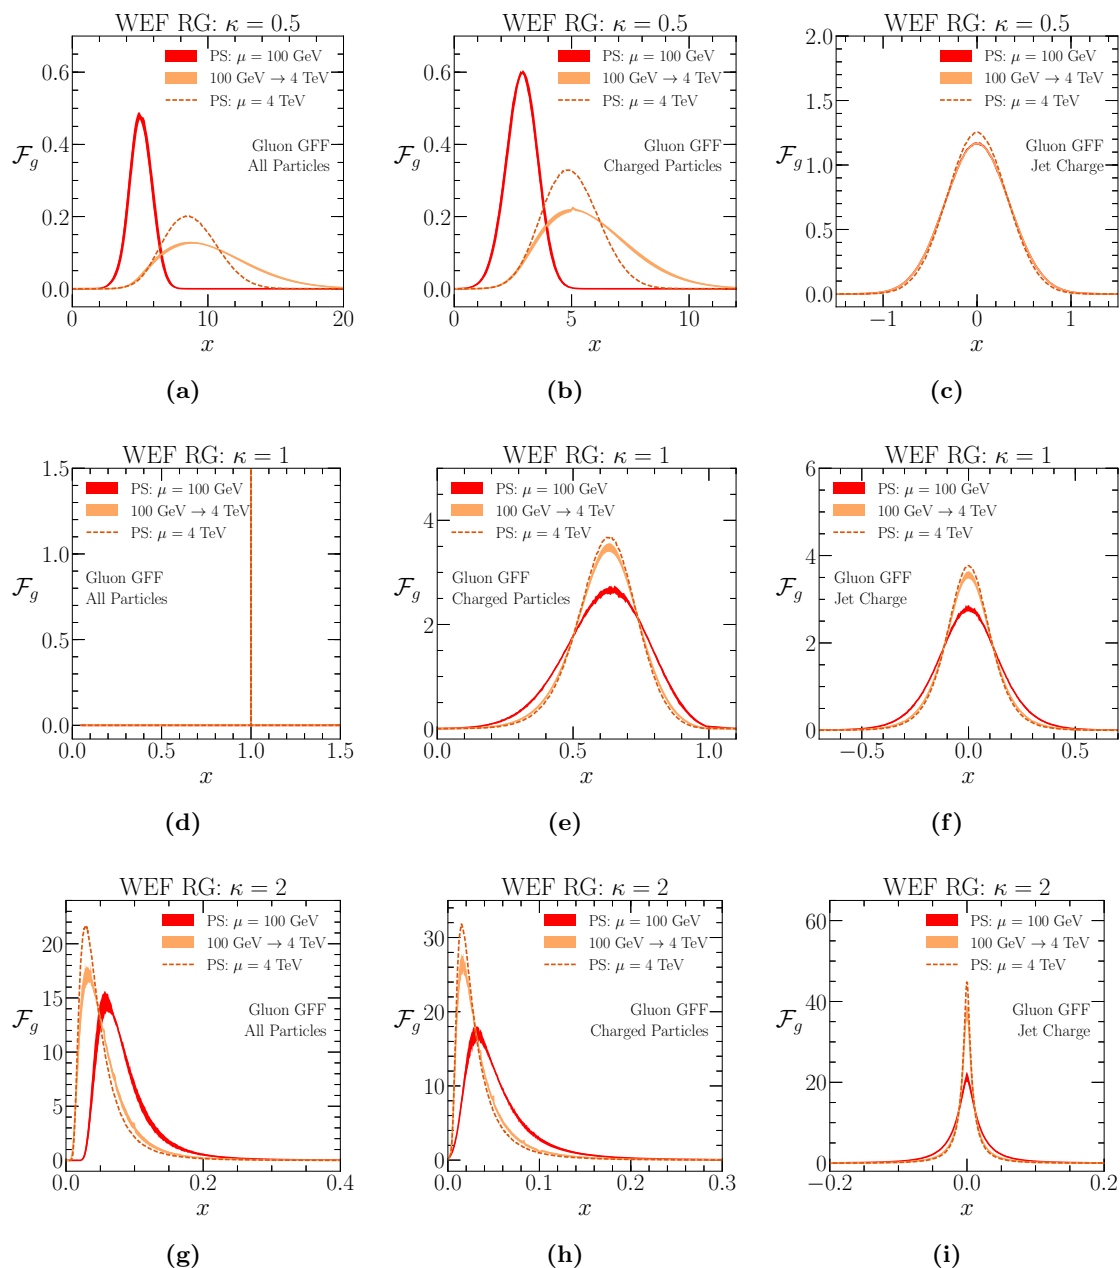 WEF RG: κ = 0.5
PS: μ = 100 GeV
100 GeV → 4 TeV
PS: μ = 4 TeV
Gluon GFF
All Particles
ℱg
0.6
0.4
0.2
0.0
0 10 20
x
(a)
WEF RG: κ = 0.5
PS: μ = 100 GeV
100 GeV → 4 TeV
PS: μ = 4 TeV
Gluon GFF
Charged Particles
ℱg
0.6
0.4
0.2
0.0
0 5 10
x
(b)
WEF RG: κ = 0.5
PS: μ = 100 GeV
100 GeV → 4 TeV
PS: μ = 4 TeV
Gluon GFF
Jet Charge
ℱg
2.0
1.5
1.0
0.5
0.0
−1 0 1
x
(c)
WEF RG: κ = 1
PS: μ = 100 GeV
100 GeV → 4 TeV
PS: μ = 4 TeV
Gluon GFF
All Particles
ℱg
1.5
1.0
0.5
0.0
0.0 0.5 1.0 1.5
x
(d)
WEF RG: κ = 1
PS: μ = 100 GeV
100 GeV → 4 TeV
PS: μ = 4 TeV
Gluon GFF
Charged Particles
ℱg
4
2
0
0.0 0.5 1.0
x
(e)
WEF RG: κ = 1
PS: μ = 100 GeV
100 GeV → 4 TeV
PS: μ = 4 TeV
Gluon GFF
Jet Charge
ℱg
6
4
2
0
−0.5 0.0 0.5
x
(f)
WEF RG: κ = 2
PS: μ = 100 GeV
100 GeV → 4 TeV
PS: μ = 4 TeV
Gluon GFF
All Particles
ℱg
20
15
10
5
0
0.0 0.2 0.4
x
(g)
WEF RG: κ = 2
PS: μ = 100 GeV
100 GeV → 4 TeV
PS: μ = 4 TeV
Gluon GFF
Charged Particles
ℱg
30
20
10
0
0.0 0.1 0.2 0.3
x
(h)
WEF RG: κ = 2
PS: μ = 100 GeV
100 GeV → 4 TeV
PS: μ = 4 TeV
Gluon GFF
Jet Charge
ℱg
60
40
20
0
−0.2 0.0 0.2
x
(i)